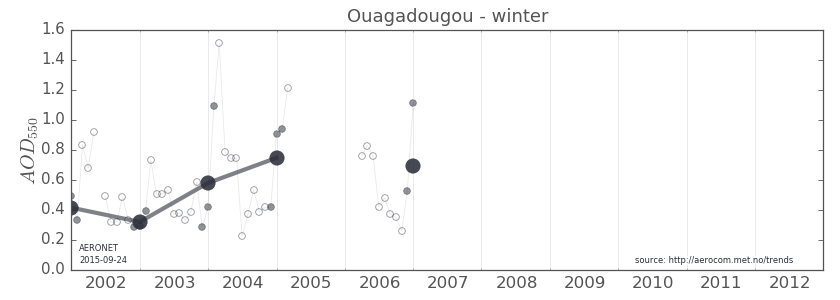 Ouagadougou - winter
1.6
1.4
1.2
1.0
0.8
0.6
0.4
0.2
0.0
AOD550
AERONET
2015-09-24
source: http://aerocom.met.no/trends
2002 2003 2004 2005 2006 2007 2008 2009 2010 2011 2012